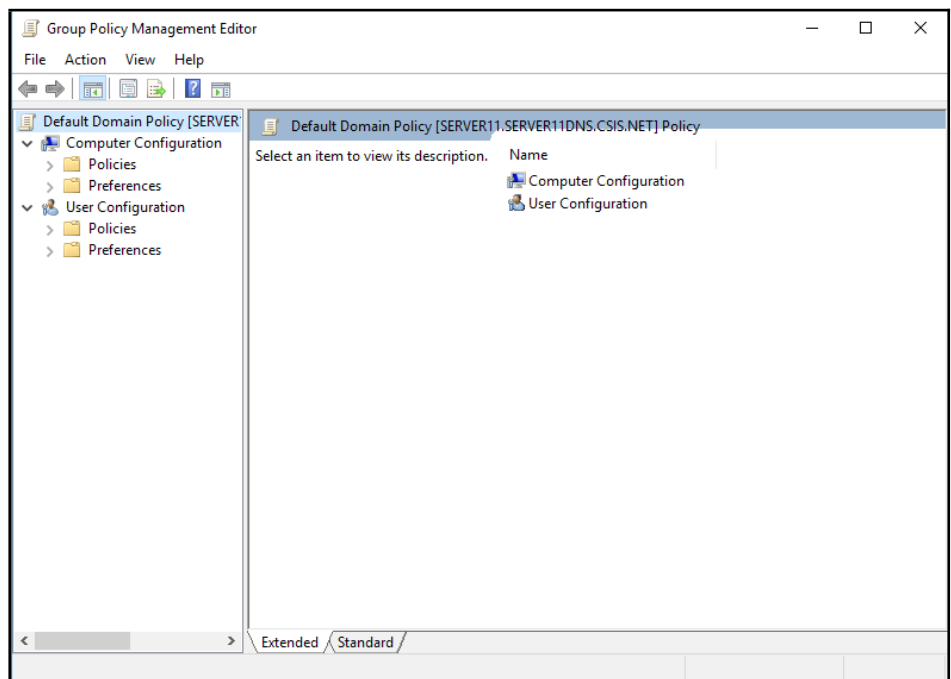 Group Policy Management Editor
File Action View Help
Default Domain Policy [SERVER
Computer Configuration
Policies
Preferences
User Configuration
Policies
Preferences
Default Domain Policy [SERVER11.SERVER11DNS.CSIS.NET] Policy
Select an item to view its description.
Name
Computer Configuration
User Configuration
Extended Standard